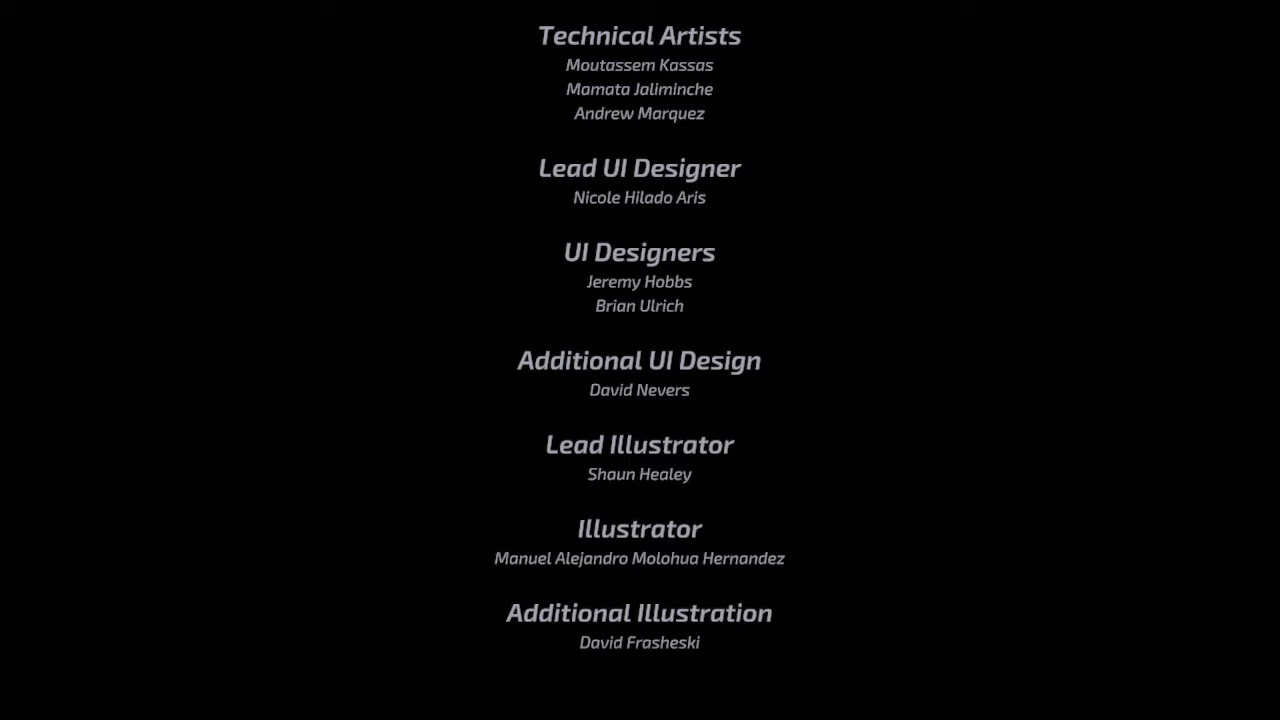 Technical Artists
Moutassem Kassas
Mamata Jaliminche
Andrew Marquez
Lead UI Designer
Nicole Hilado Aris
UI Designers
Jeremy Hobbs
Brian Ulrich
Additional UI Design
David Nevers
Lead Illustrator
Shaun Healey
Illustrator
Manuel Alejandro Molohua Hernandez
Additional Illustration
David Frasheski